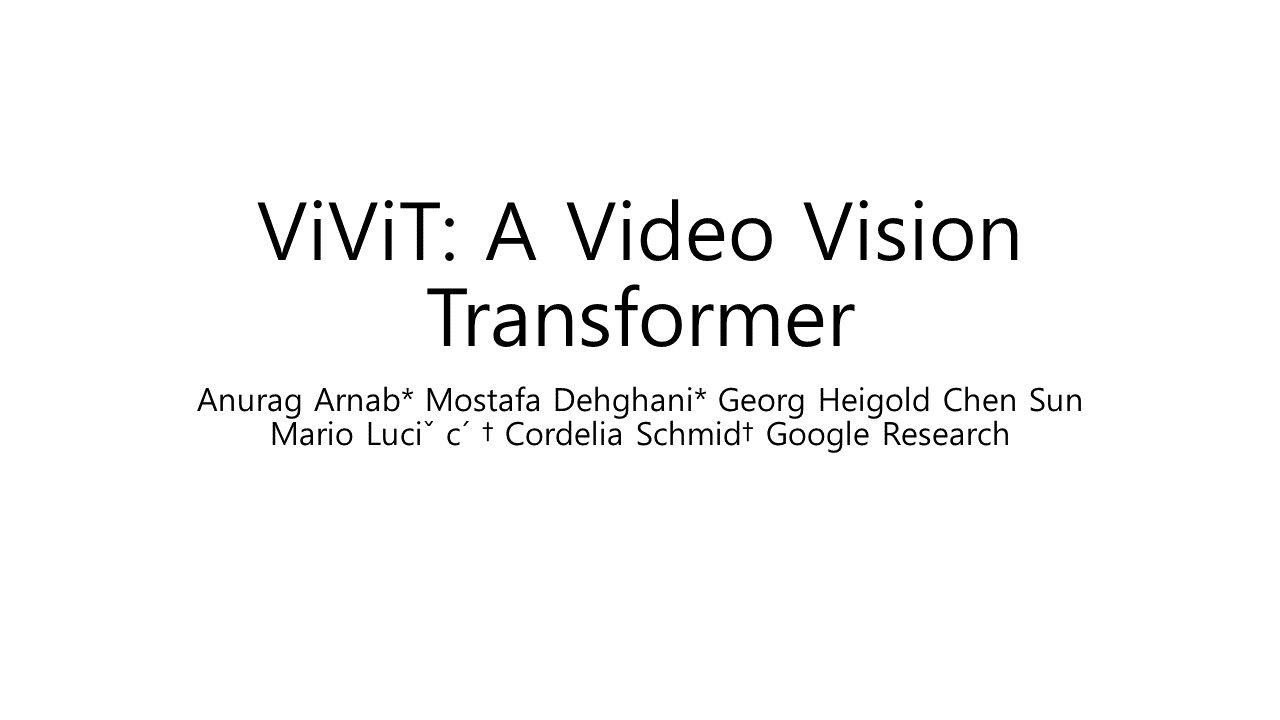 ViViT: A Video Vision
Transformer
Anurag Arnab* Mostafa Dehghani* Georg Heigold Chen Sun
Mario Luciˇ c´ † Cordelia Schmid† Google Research